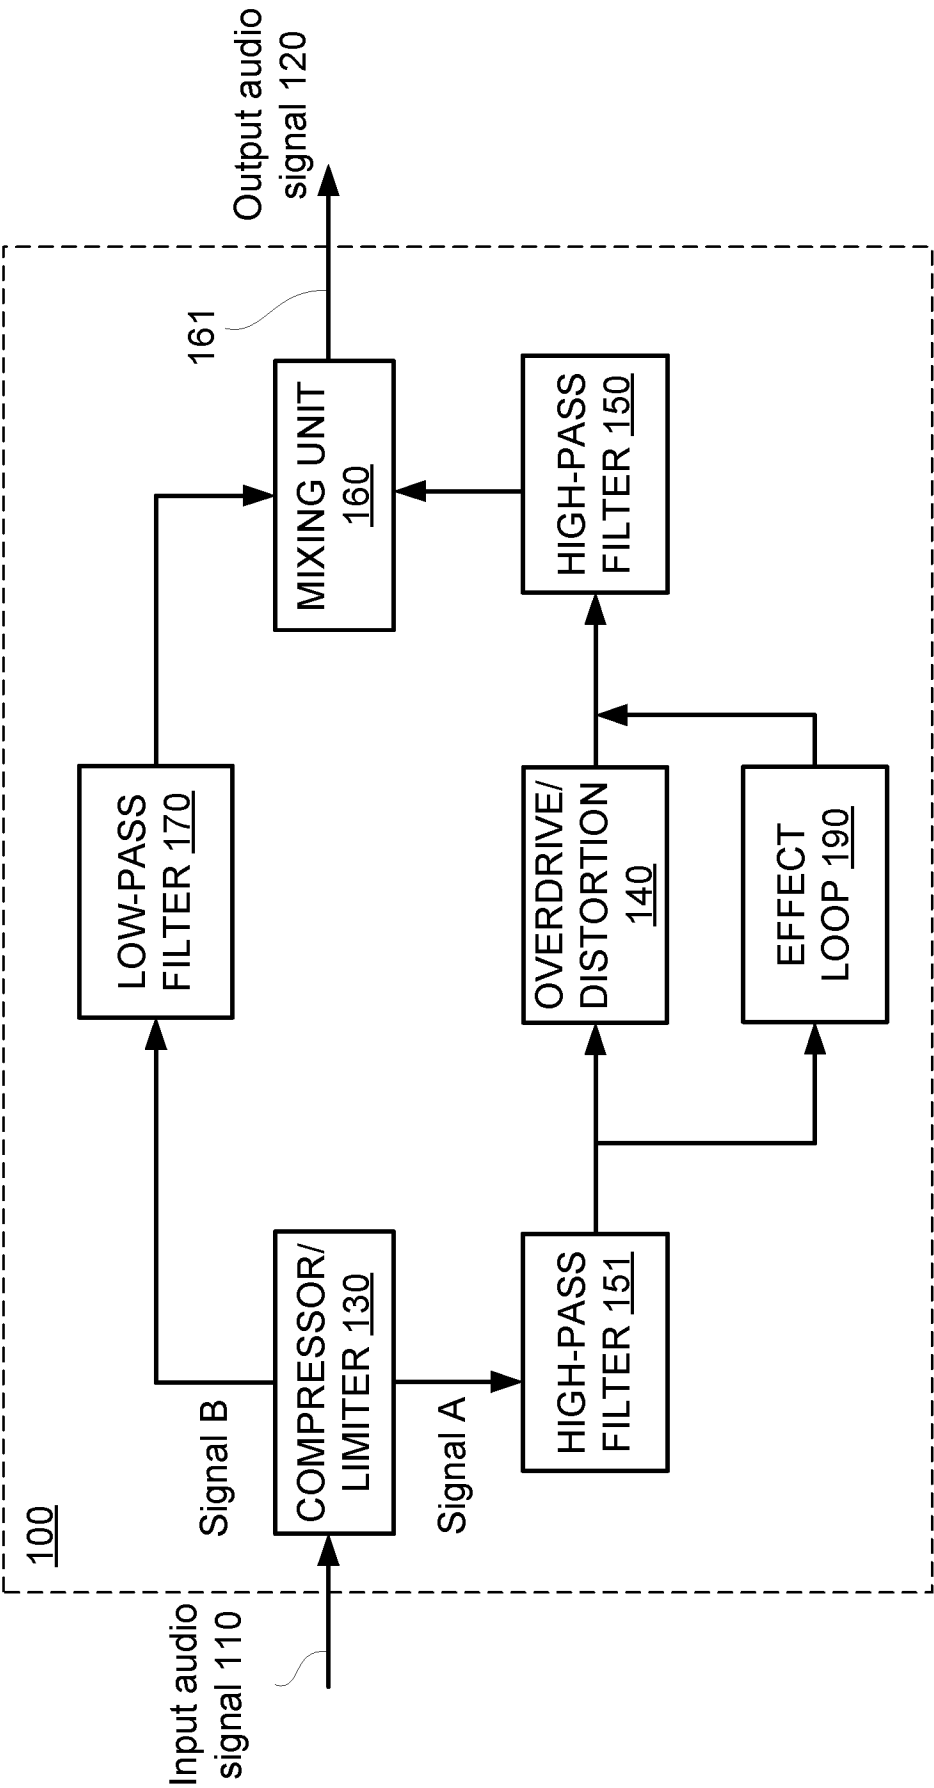 100
Input audio
signal 110
Signal B
COMPRESSOR/
LIMITER 130
Signal A
LOW-PASS
FILTER 170
HIGH-PASS
FILTER 151
OVERDRIVE/
DISTORTION
140
EFFECT
LOOP 190
MIXING UNIT
160
HIGH-PASS
FILTER 150
161
Output audio
signal 120